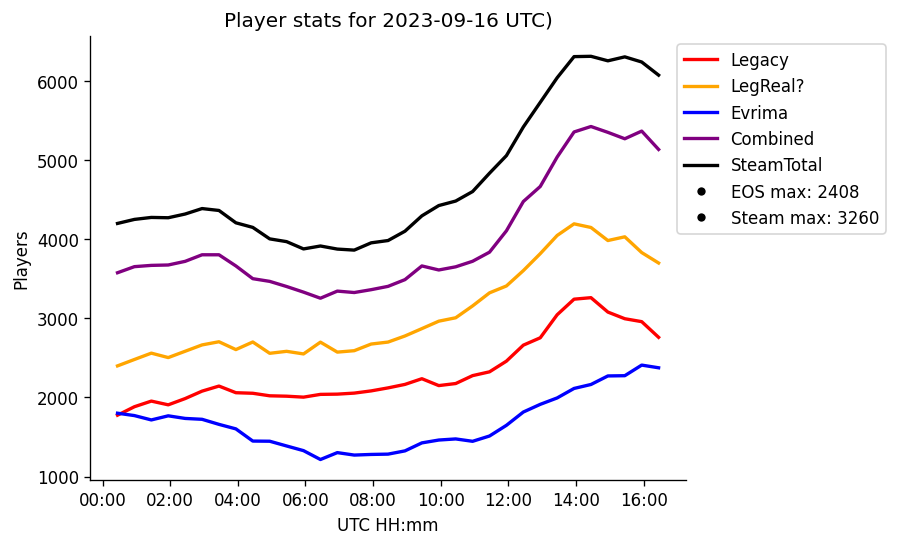 Player stats for 2023-09-16 UTC)
Players
6000
5000
4000
3000
2000
1000
00:00 02:00 04:00 06:00 08:00 10:00 12:00 14:00 16:00
UTC HH:mm
Legacy
LegReal?
Evrima
Combined
SteamTotal
EOS max: 2408
Steam max: 3260